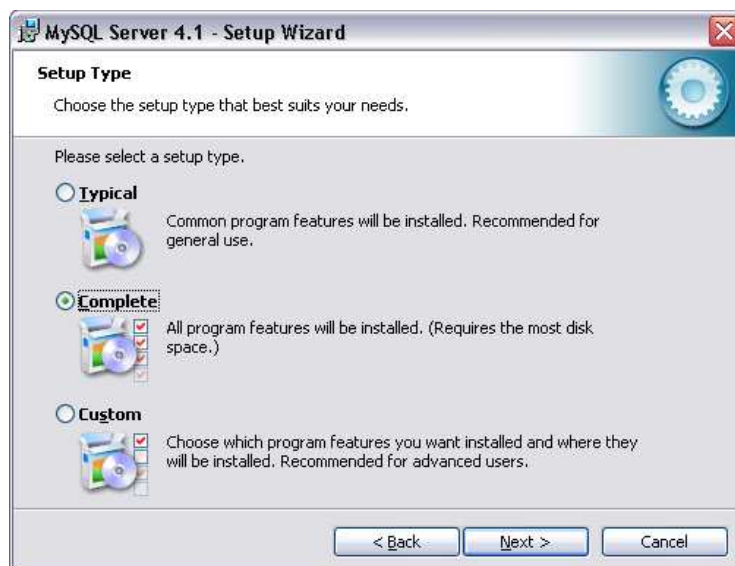 MySQL Server 4.1 - Setup Wizard
Setup Type
Choose the setup type that best suits your needs.
Please select a setup type.
Typical
Common program features will be installed. Recommended for
general use.
Complete
All program features will be installed. (Requires the most disk
space.)
Custom
Choose which program features you want installed and where they
will be installed. Recommended for advanced users.
< Back
Next >
Cancel